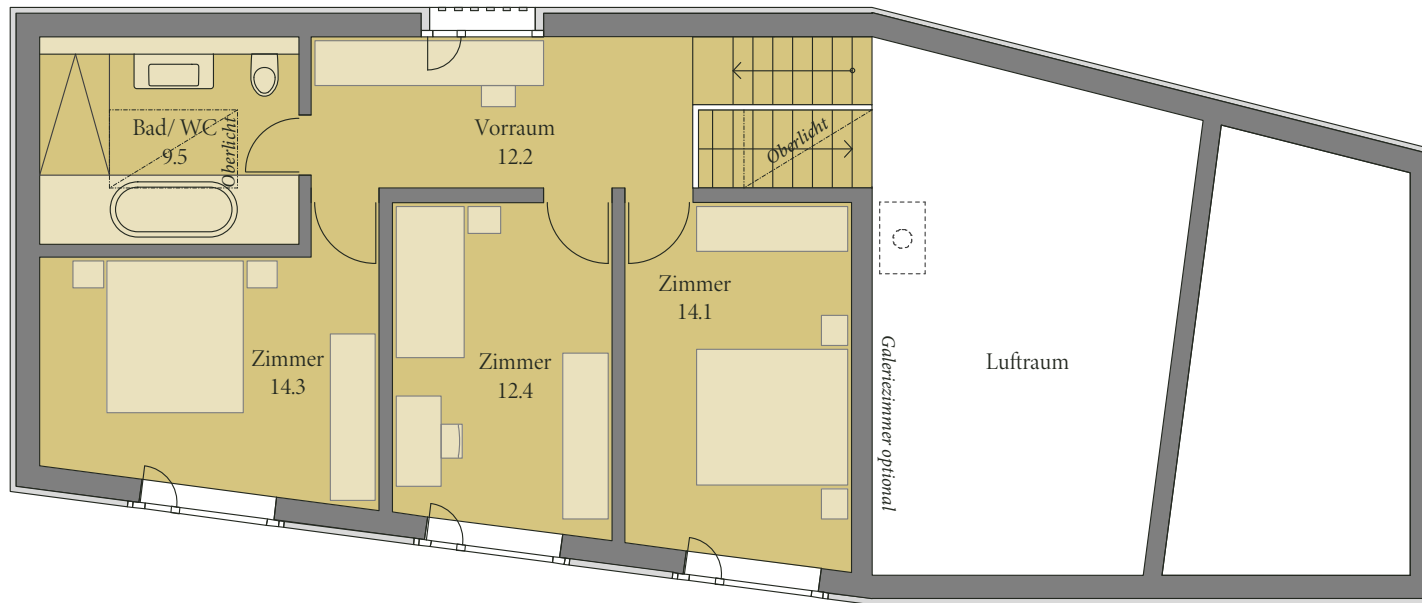 Bad/ WC
9.5
Oberlicht
Vorraum
12.2
Oberlicht
Zimmer
14.3
Zimmer
12.4
Zimmer
14.1
Galeriezimmer optional
Luftraum